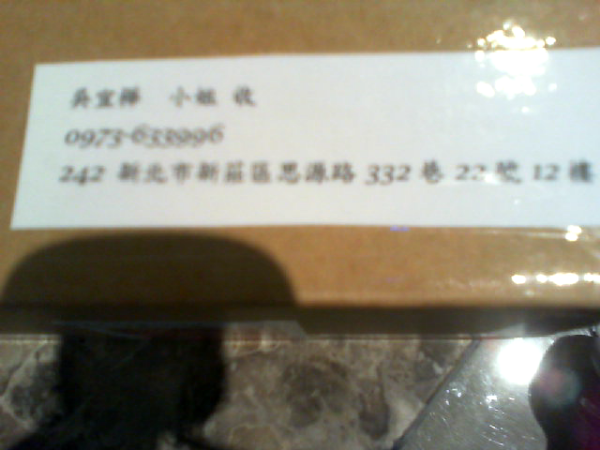 吳宜樺 小姐 收
0973-633996
242 新北市新莊區思源路 332 巷 22 號 12 樓